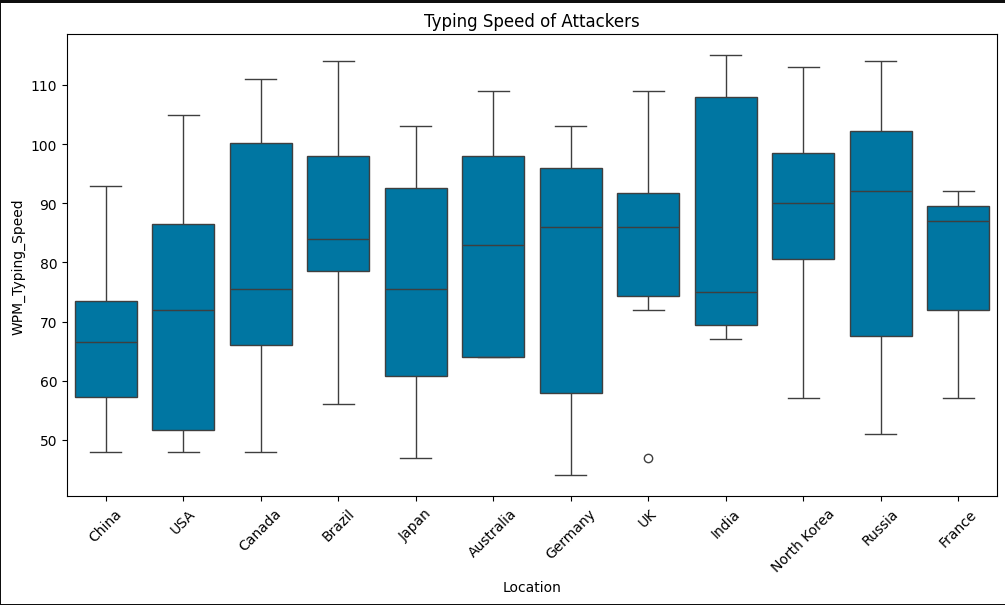 Typing Speed of Attackers
WPM_Typing_Speed
110
100
90
80
70
60
50
China
USA
Canada
Brazil
Japan
Australia
Germany
UK
India
North Korea
Russia
France
Location